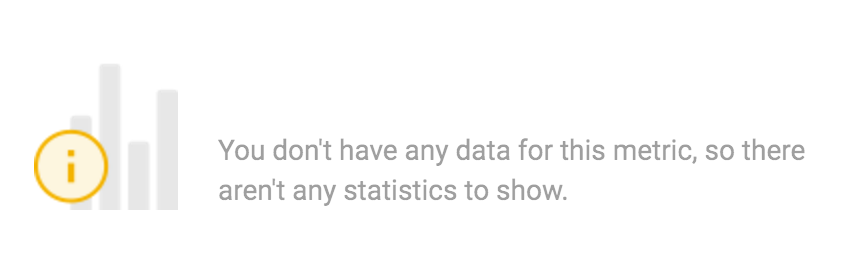 You don't have any data for this metric, so there
aren't any statistics to show.